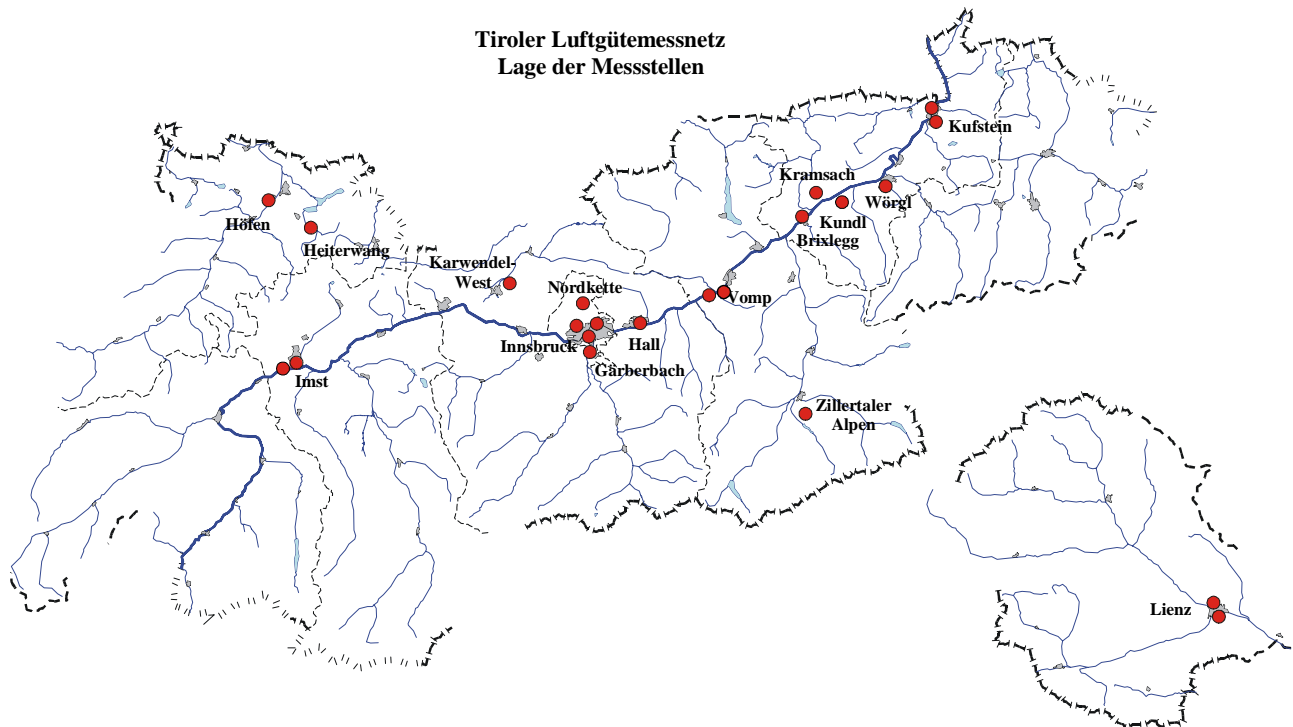 Tiroler Luftgütemessnetz
Lage der Messstellen
Kufstein
Kramsach
Wörgl
Kundl
Brixlegg
Höfen
Heiterwang
Karwendel-
West
Nordkette
Vomp
Innsbruck
Hall
Gärberbach
Imst
Zillertaler
Alpen
Lienz